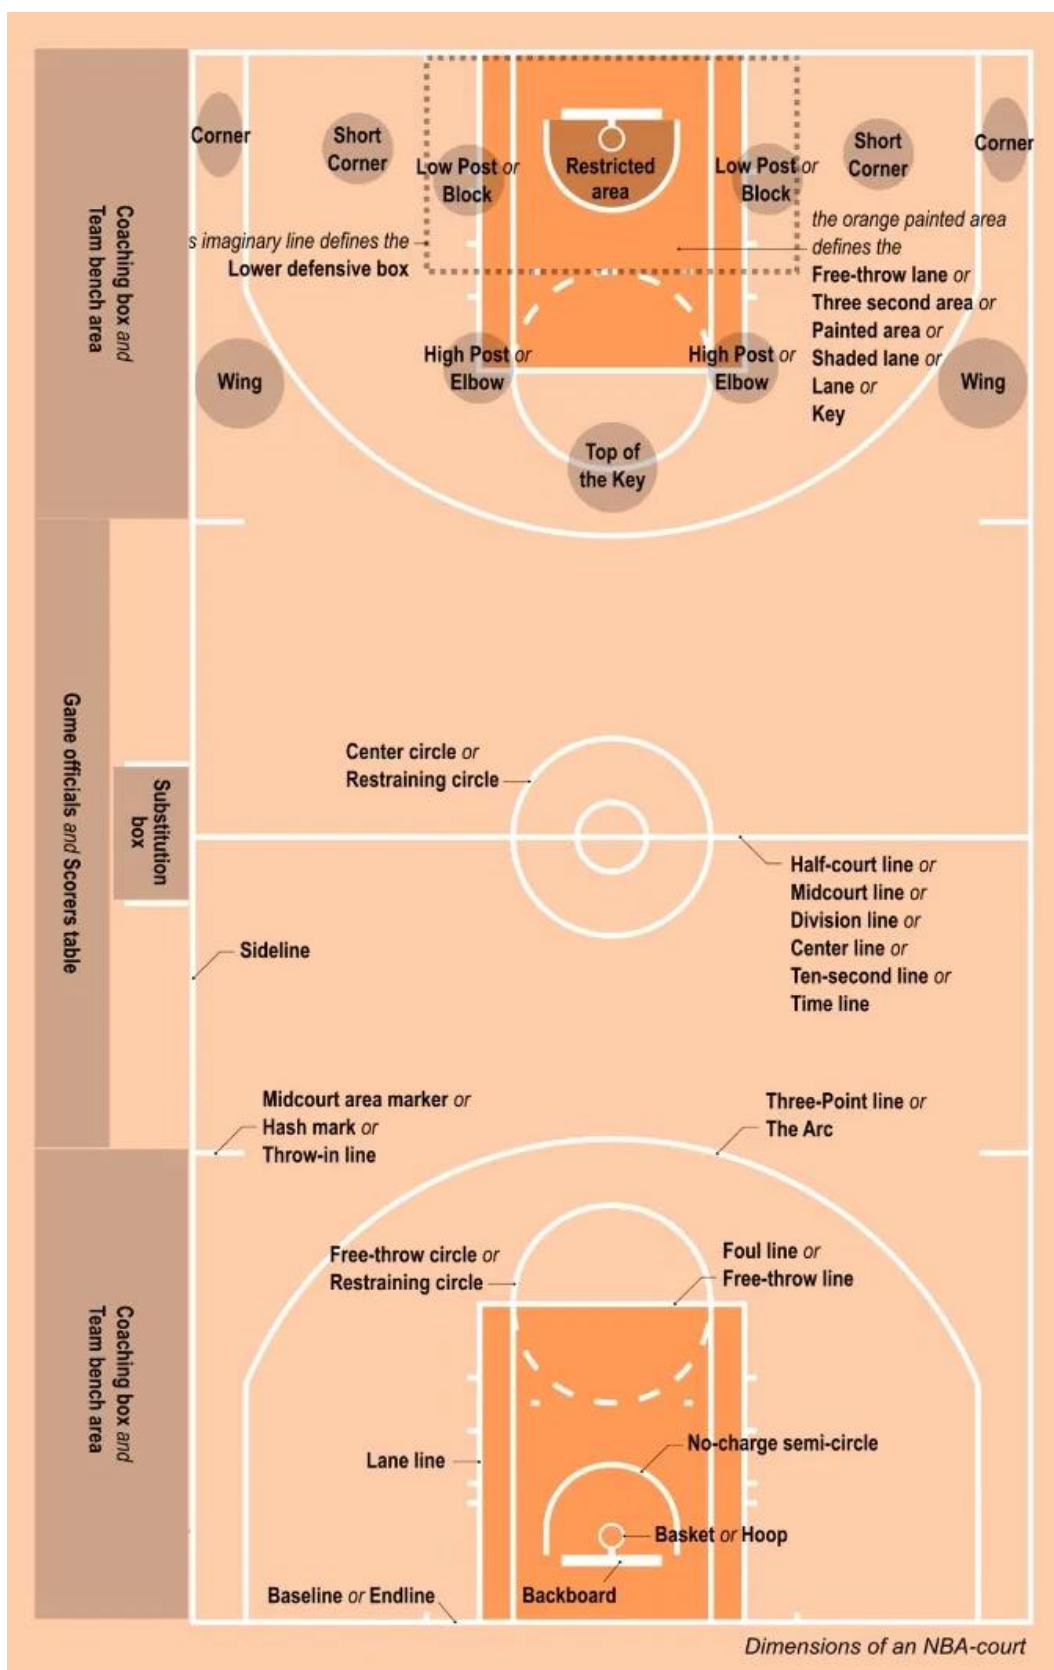 Corner
Short
Corner
Low Post or
Block
Restricted
area
Low Post or
Block
Short
Corner
Corner
Coaching box and
Team bench area
s imaginary line defines the
Lower defensive box
the orange painted area
defines the
Free-throw lane or
Three second area or
Painted area or
Shaded lane or
Lane or
Key
Wing
High Post or
Elbow
High Post or
Elbow
Wing
Top of
the Key
Game officials and Scorers table
Substitution
box
Center circle or
Restraining circle
Half-court line or
Midcourt line or
Division line or
Center line or
Ten-second line or
Time line
Sideline
Midcourt area marker or
Hash mark or
Throw-in line
Three-Point line or
The Arc
Free-throw circle or
Restraining circle
Foul line or
Free-throw line
Coaching box and
Team bench area
Lane line
No-charge semi-circle
Basket or Hoop
Backboard
Baseline or Endline
Dimensions of an NBA-court